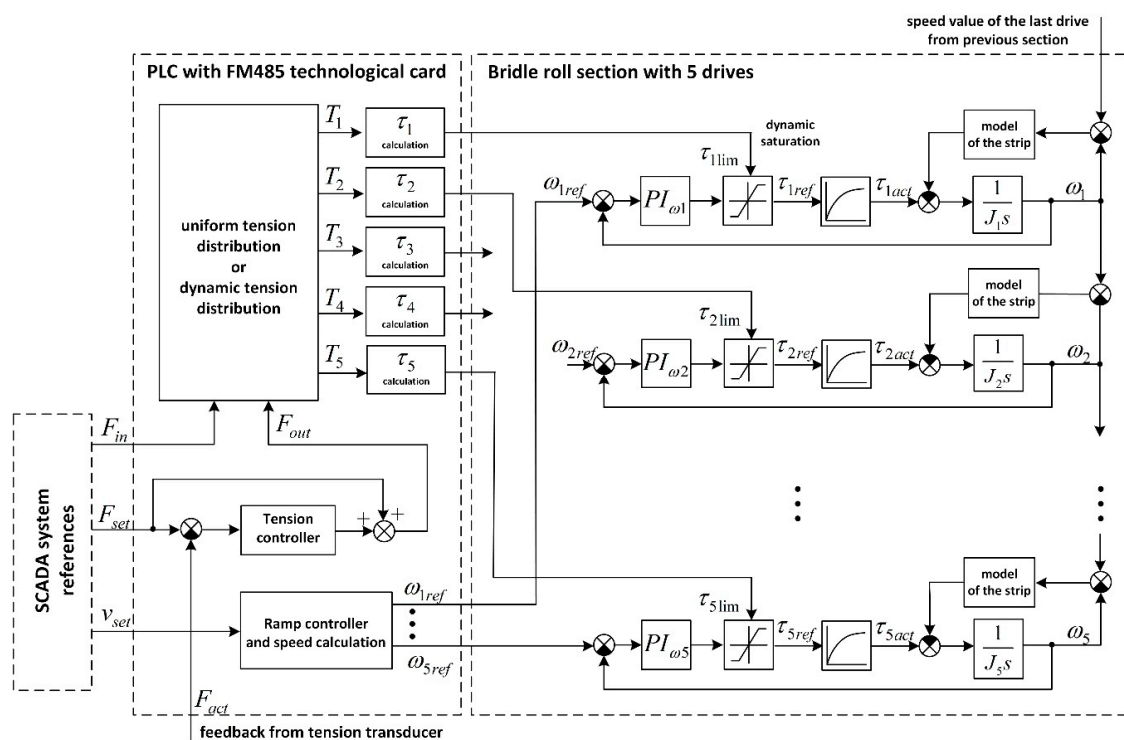 speed value of the last drive
from previous section
PLC with FM485 technological card
Bridle roll section with 5 drives
uniform tension
distribution
or
dynamic tension
distribution
T₁
τ₁
calculation
T₂
τ₂
calculation
T₃
τ₃
calculation
T₄
τ₄
calculation
T₅
τ₅
calculation
dynamic
saturation
model
of the strip
τ₁lim
ω₁ref
PIω1
τ₁ref
τ₁act
1
J₁s
ω₁
model
of the strip
τ₂lim
ω₂ref
PIω2
τ₂ref
τ₂act
1
J₂s
ω₂
SCADA system
references
F_in
F_out
F_set
Tension
controller
+
+
v_set
Ramp controller
and speed calculation
ω₁ref
ω₅ref
F_act
feedback from tension transducer
model
of the strip
τ₅lim
PIω5
τ₅ref
τ₅act
1
J₅s
ω₅